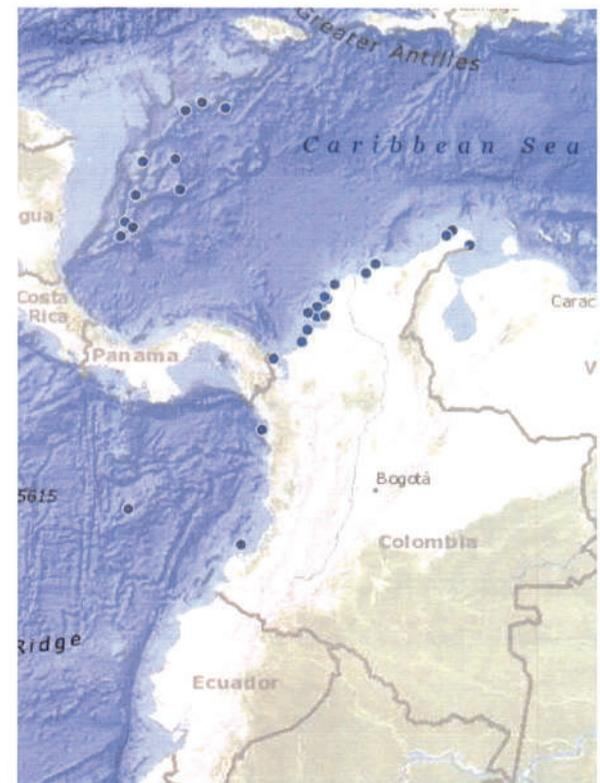 Greater Antilles
Caribbean Sea
gua
Costa
Rica
Carac
Panama
V
5615
Bogotá
Colombia
Ridge
Ecuador